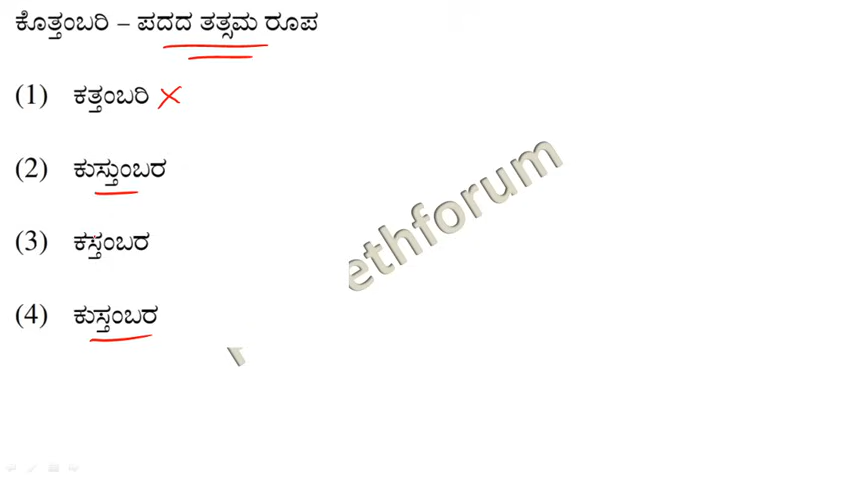 ಕೊತ್ತಂಬರಿ – ಪದದ ತತ್ಸಮ ರೂಪ
(1) ಕತ್ತಂಬರಿ
(2) ಕುಸ್ತುಂಬರ
(3) ಕಸ್ತಂಬರ
(4) ಕುಸ್ತಂಬರ
ethforum